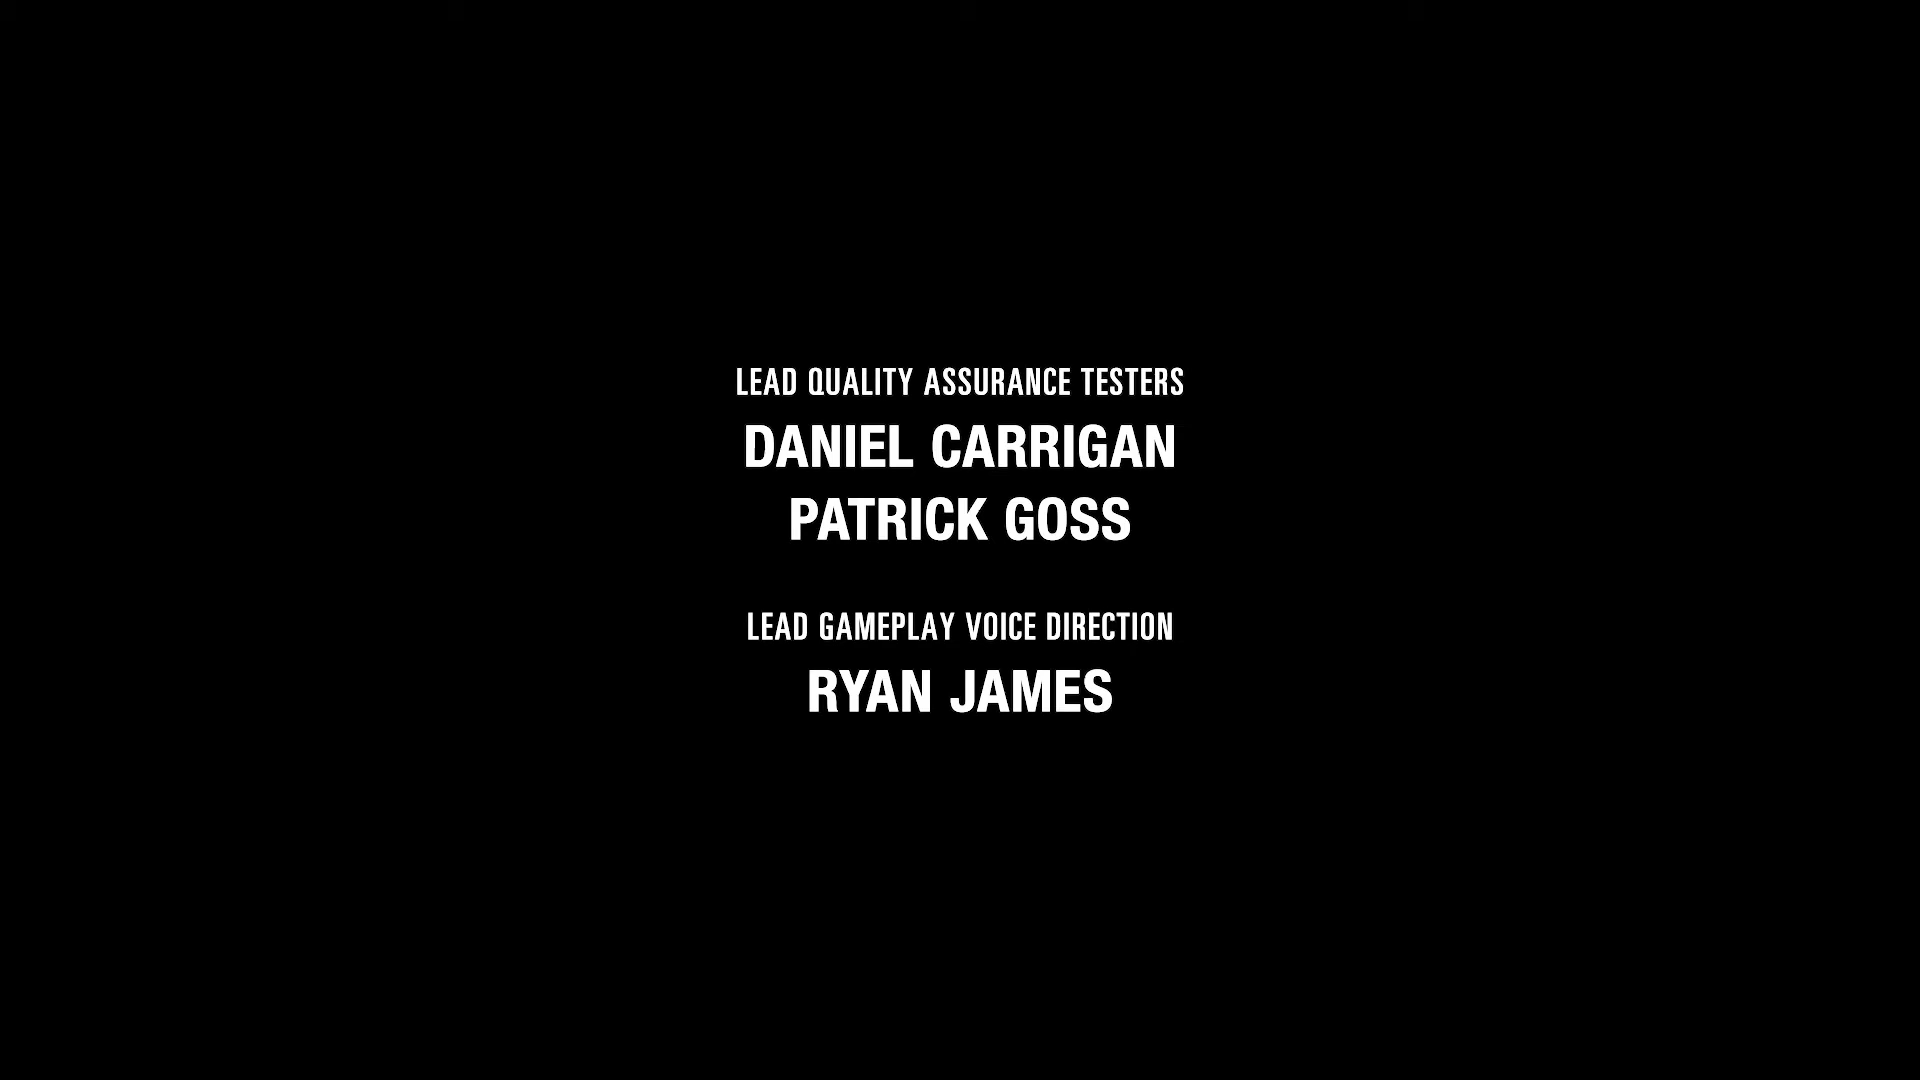 LEAD QUALITY ASSURANCE TESTERS
DANIEL CARRIGAN
PATRICK GOSS
LEAD GAMEPLAY VOICE DIRECTION
RYAN JAMES